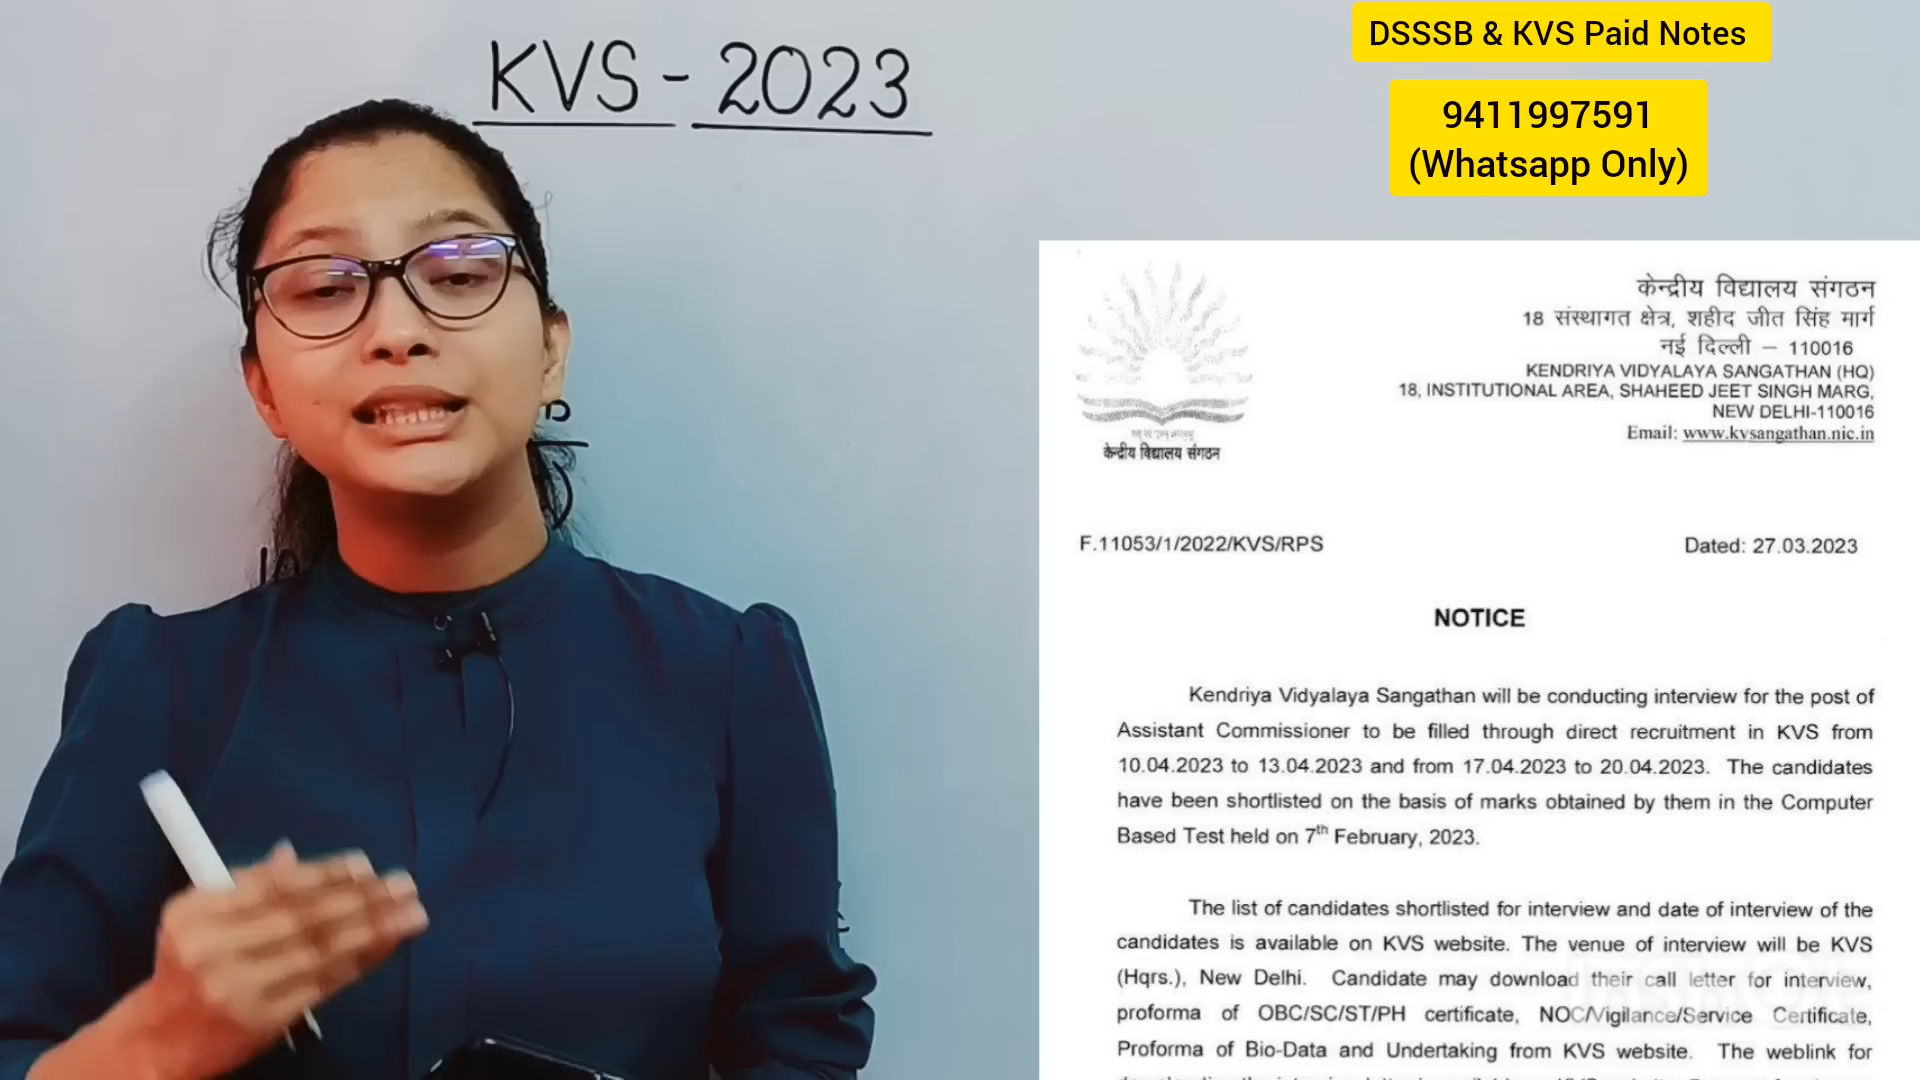 KVS - 2023
DSSSB & KVS Paid Notes
9411997591
(Whatsapp Only)
केन्द्रीय विद्यालय संगठन
केन्द्रीय विद्यालय संगठन
18 संस्थागत क्षेत्र, शहीद जीत सिंह मार्ग
नई दिल्ली – 110016
KENDRIYA VIDYALAYA SANGATHAN (HQ)
18, INSTITUTIONAL AREA, SHAHEED JEET SINGH MARG,
NEW DELHI-110016
Email: www.kvsangathan.nic.in
F.11053/1/2022/KVS/RPS
Dated: 27.03.2023
NOTICE
Kendriya Vidyalaya Sangathan will be conducting interview for the post of
Assistant Commissioner to be filled through direct recruitment in KVS from
10.04.2023 to 13.04.2023 and from 17.04.2023 to 20.04.2023. The candidates
have been shortlisted on the basis of marks obtained by them in the Computer
Based Test held on 7th February, 2023.
The list of candidates shortlisted for interview and date of interview of the
candidates is available on KVS website. The venue of interview will be KVS
(Hqrs.), New Delhi. Candidate may download their call letter for interview,
proforma of OBC/SC/ST/PH certificate, NOC/Vigilance/Service Certificate,
Proforma of Bio-Data and Undertaking from KVS website. The weblink for